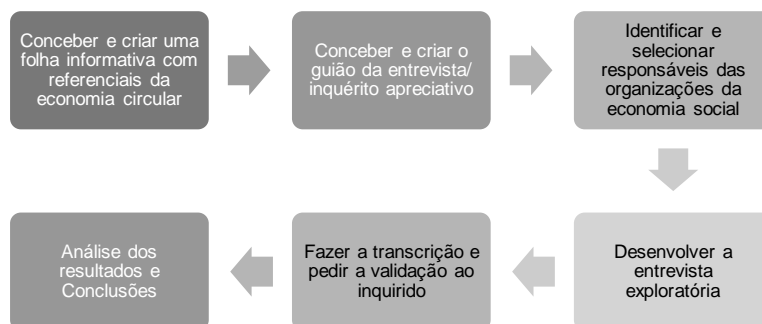 Conceber e criar uma
folha informativa com
referenciais da
economia circular
Conceber e criar o
guião da entrevista/
inquérito apreciativo
Identificar e
selecionar
responsáveis das
organizações da
economia social
Desenvolver a
entrevista
exploratória
Fazer a transcrição e
pedir a validação ao
inquirido
Análise dos
resultados e
Conclusões